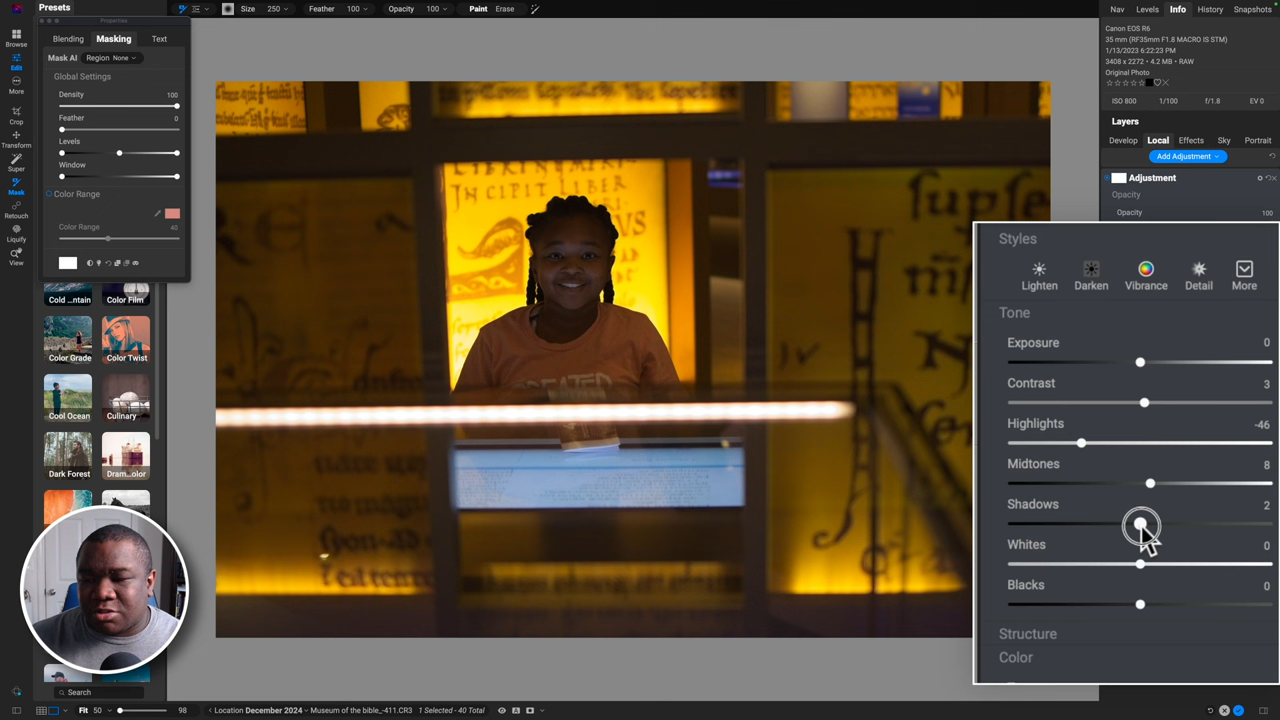 Presets
Size 250 Feather 100 Opacity 100 Paint Erase
Nav Levels Info History Snapshots
Properties
Blending Masking Text
Mask AI Region None
Global Settings
Density 100
Feather 0
Levels
Window
Color Range
Color Range 40
Browse
Edit
More
Crop
Transform
Super
Mask
Retouch
Liquify
View
Cold ...ntain Color Film
Color Grade Color Twist
Cool Ocean Culinary
Dark Forest Dram...olor
Search
Canon EOS R6
35 mm (RF35mm F1.8 MACRO IS STM)
1/13/2023 6:22:23 PM
3408 x 2272 • 4.2 MB • RAW
Original Photo
ISO 800 1/100 f/1.8 EV 0
Layers
Develop Local Effects Sky Portrait
Add Adjustment
Adjustment
Opacity
Opacity 100
Styles
Lighten Darken Vibrance Detail More
Tone
Exposure 0
Contrast 3
Highlights -46
Midtones 8
Shadows 2
Whites 0
Blacks 0
Structure
Color
JN CIPIT LIBER
CREATED
Fit 50 98
Location December 2024 Museum of the bible_-411.CR3 1 Selected - 40 Total